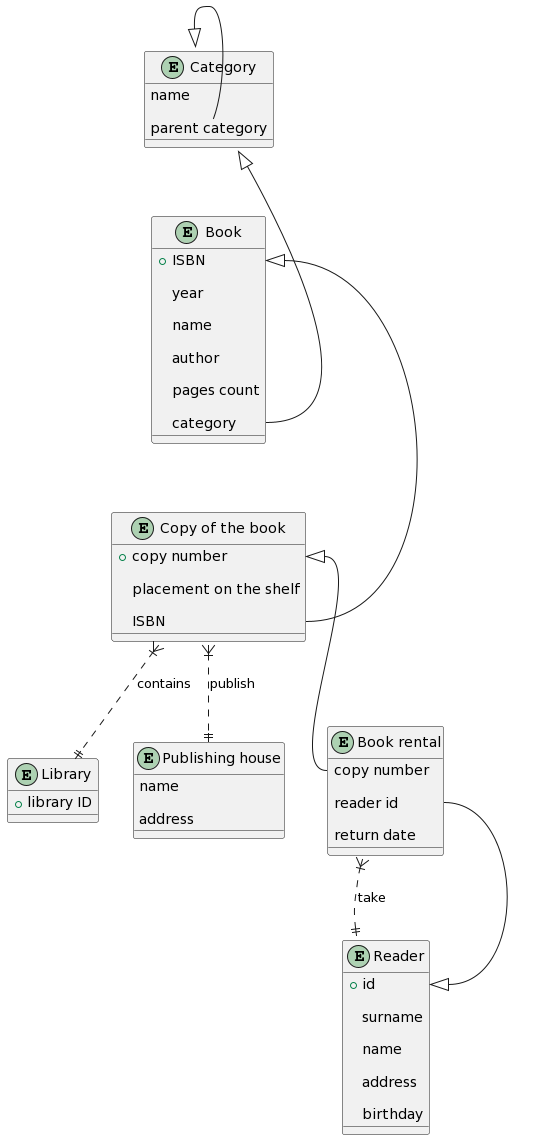 E Category
name
parent category
E Book
ISBN
year
name
author
pages count
category
E Copy of the book
copy number
placement on the shelf
ISBN
contains
publish
E Library
library ID
E Publishing house
name
address
E Book rental
copy number
reader id
return date
take
E Reader
id
surname
name
address
birthday